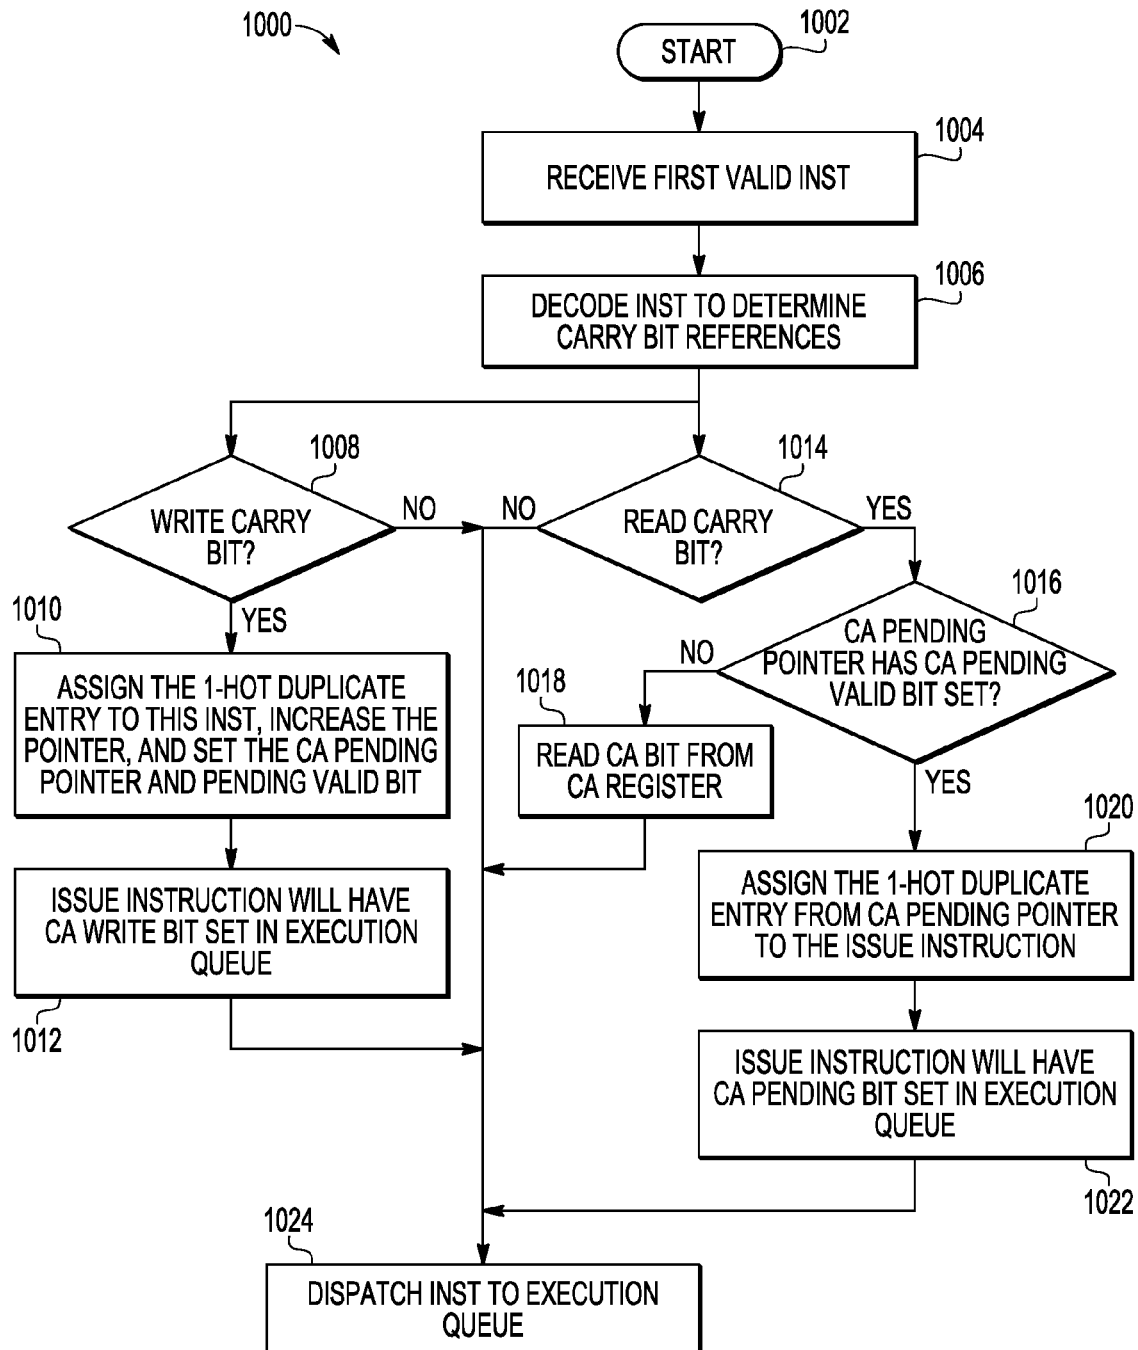 1000
START
1002
RECEIVE FIRST VALID INST
1004
DECODE INST TO DETERMINE
CARRY BIT REFERENCES
1006
WRITE CARRY
BIT?
1008
NO
YES
READ CARRY
BIT?
1014
NO
YES
1010
ASSIGN THE 1-HOT DUPLICATE
ENTRY TO THIS INST, INCREASE THE
POINTER, AND SET THE CA PENDING
POINTER AND PENDING VALID BIT
ISSUE INSTRUCTION WILL HAVE
CA WRITE BIT SET IN EXECUTION
QUEUE
1012
CA PENDING
POINTER HAS CA PENDING
VALID BIT SET?
1016
NO
YES
1018
READ CA BIT FROM
CA REGISTER
1020
ASSIGN THE 1-HOT DUPLICATE
ENTRY FROM CA PENDING POINTER
TO THE ISSUE INSTRUCTION
ISSUE INSTRUCTION WILL HAVE
CA PENDING BIT SET IN EXECUTION
QUEUE
1022
1024
DISPATCH INST TO EXECUTION
QUEUE